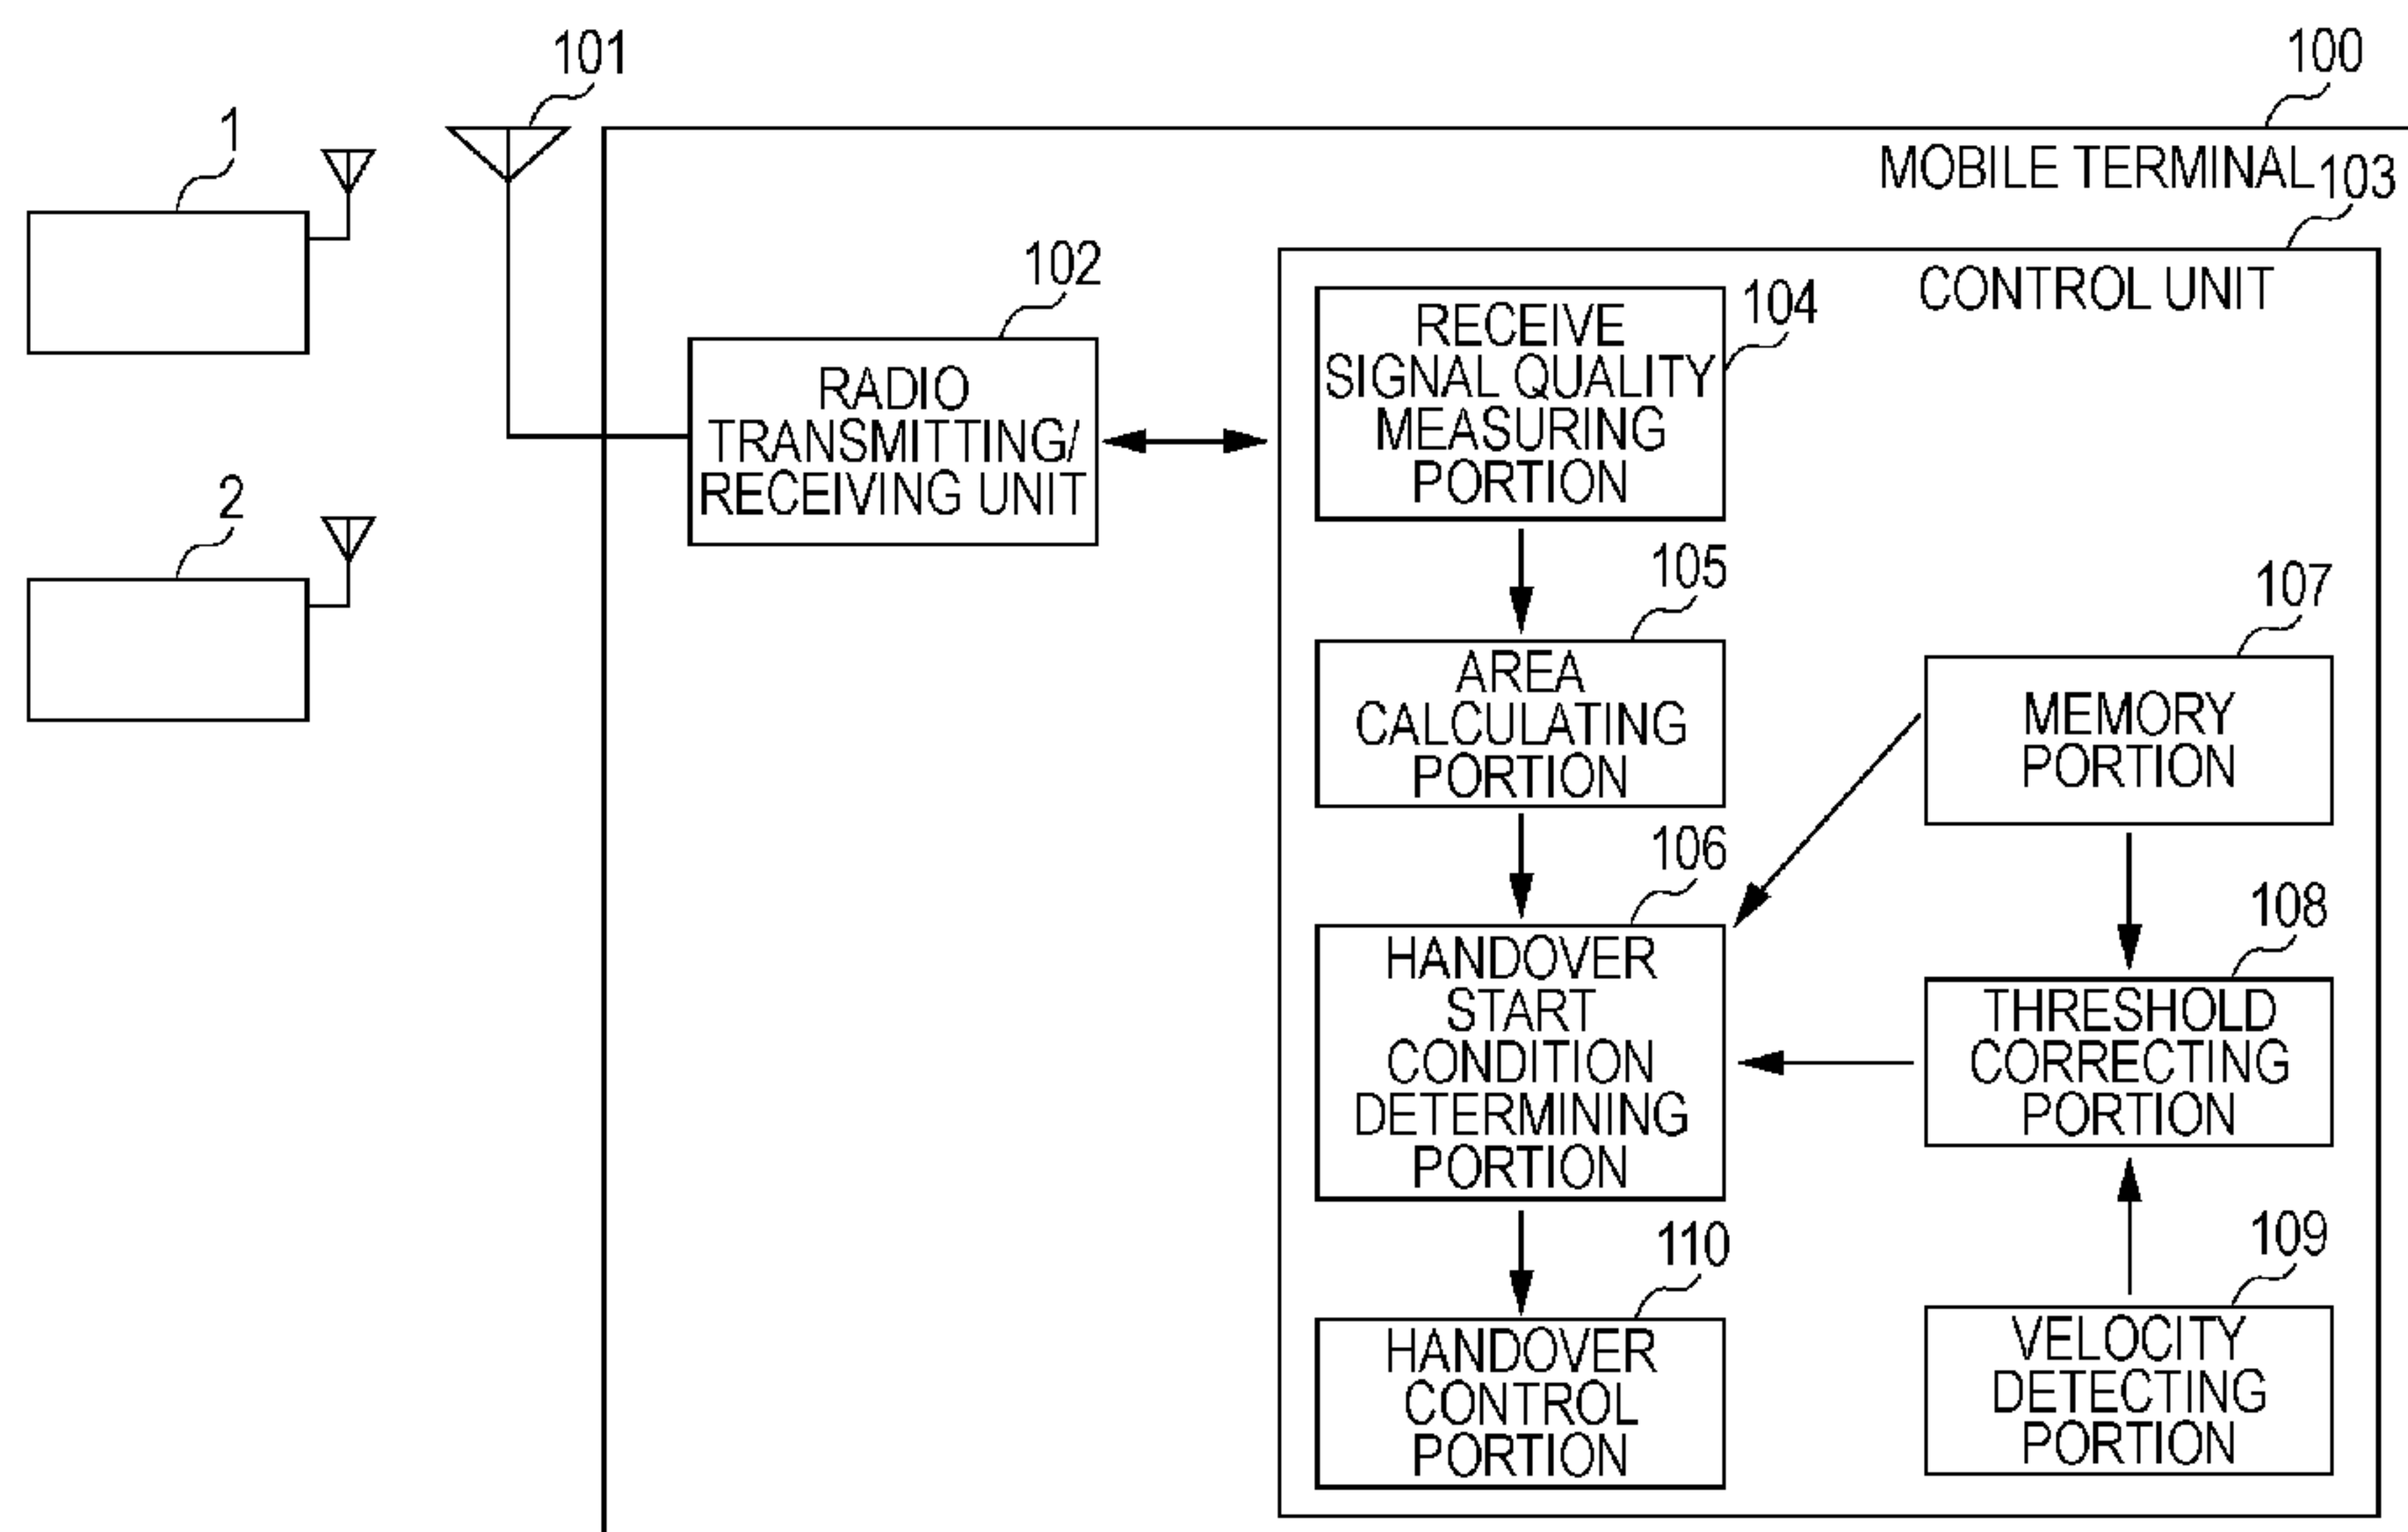 101
100
1
MOBILE TERMINAL
103
102
CONTROL UNIT
RECEIVE
SIGNAL QUALITY
MEASURING
PORTION
104
RADIO
TRANSMITTING/
RECEIVING UNIT
2
105
AREA
CALCULATING
PORTION
107
MEMORY
PORTION
106
HANDOVER
START
CONDITION
DETERMINING
PORTION
108
THRESHOLD
CORRECTING
PORTION
110
HANDOVER
CONTROL
PORTION
109
VELOCITY
DETECTING
PORTION